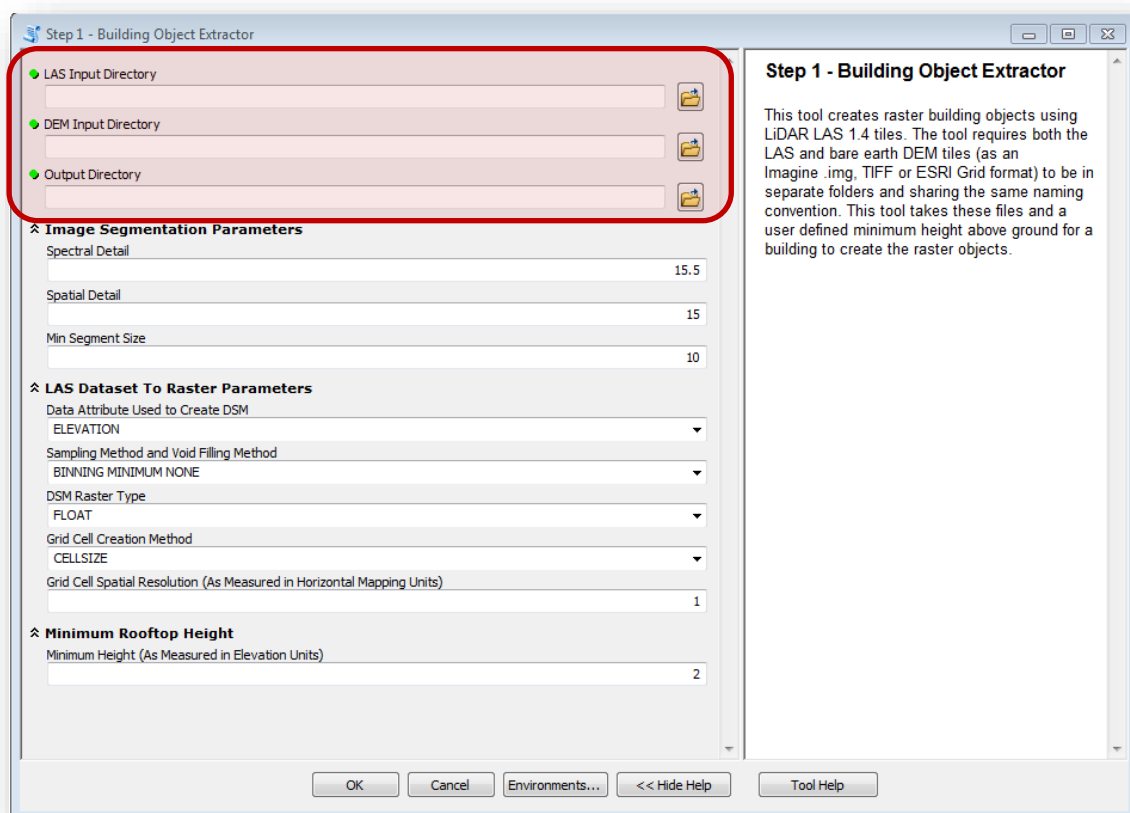 Step 1 - Building Object Extractor
LAS Input Directory
DEM Input Directory
Output Directory
Image Segmentation Parameters
Spectral Detail
15.5
Spatial Detail
15
Min Segment Size
10
LAS Dataset To Raster Parameters
Data Attribute Used to Create DSM
ELEVATION
Sampling Method and Void Filling Method
BINNING MINIMUM NONE
DSM Raster Type
FLOAT
Grid Cell Creation Method
CELLSIZE
Grid Cell Spatial Resolution (As Measured in Horizontal Mapping Units)
1
Minimum Rooftop Height
Minimum Height (As Measured in Elevation Units)
2
Step 1 - Building Object Extractor
This tool creates raster building objects using
LiDAR LAS 1.4 tiles. The tool requires both the
LAS and bare earth DEM tiles (as an
Imagine .img, TIFF or ESRI Grid format) to be in
separate folders and sharing the same naming
convention. This tool takes these files and a
user defined minimum height above ground for a
building to create the raster objects.
OK
Cancel
Environments...
<< Hide Help
Tool Help